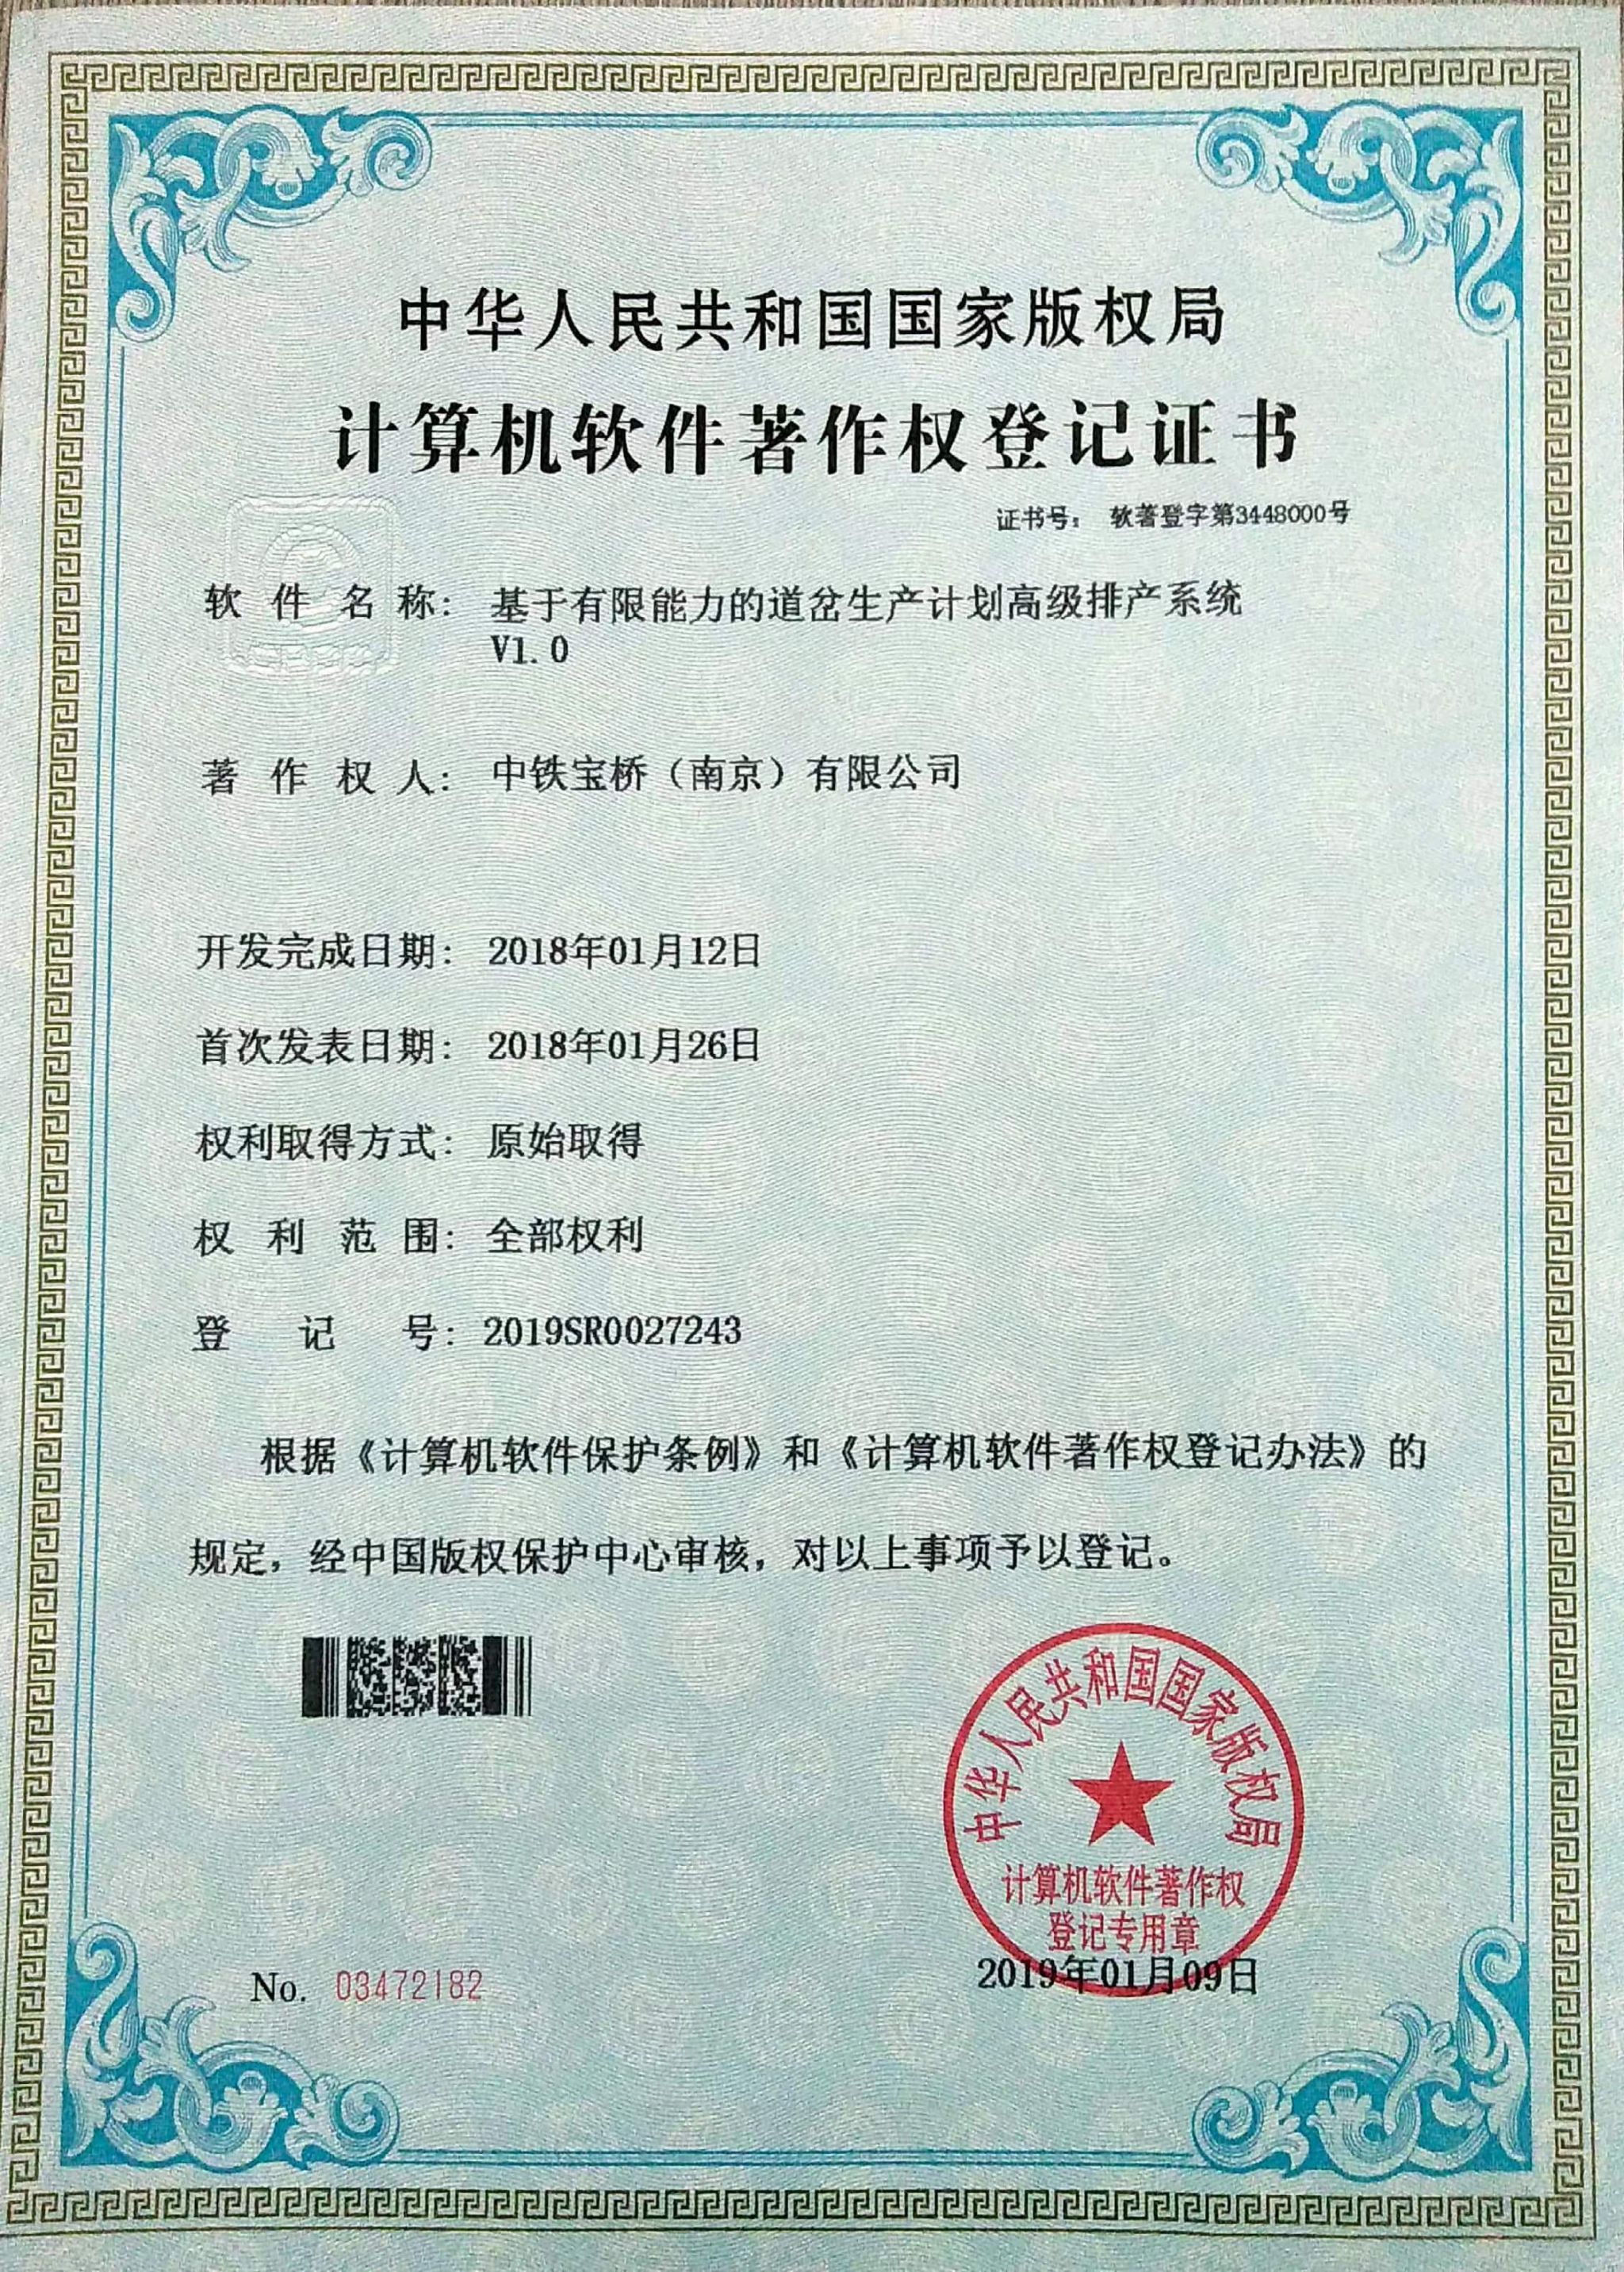 中华人民共和国国家版权局
计算机软件著作权登记证书
证书号： 软著登字第3448000号
软件名称： 基于有限能力的道岔生产计划高级排产系统
V1.0
著作权人： 中铁宝桥（南京）有限公司
开发完成日期： 2018年01月12日
首次发表日期： 2018年01月26日
权利取得方式： 原始取得
权利范围： 全部权利
登记号： 2019SR0027243
根据《计算机软件保护条例》和《计算机软件著作权登记办法》的
规定，经中国版权保护中心审核，对以上事项予以登记。
中华人民共和国国家版权局
计算机软件著作权
登记专用章
No. 03472182
2019年01月09日